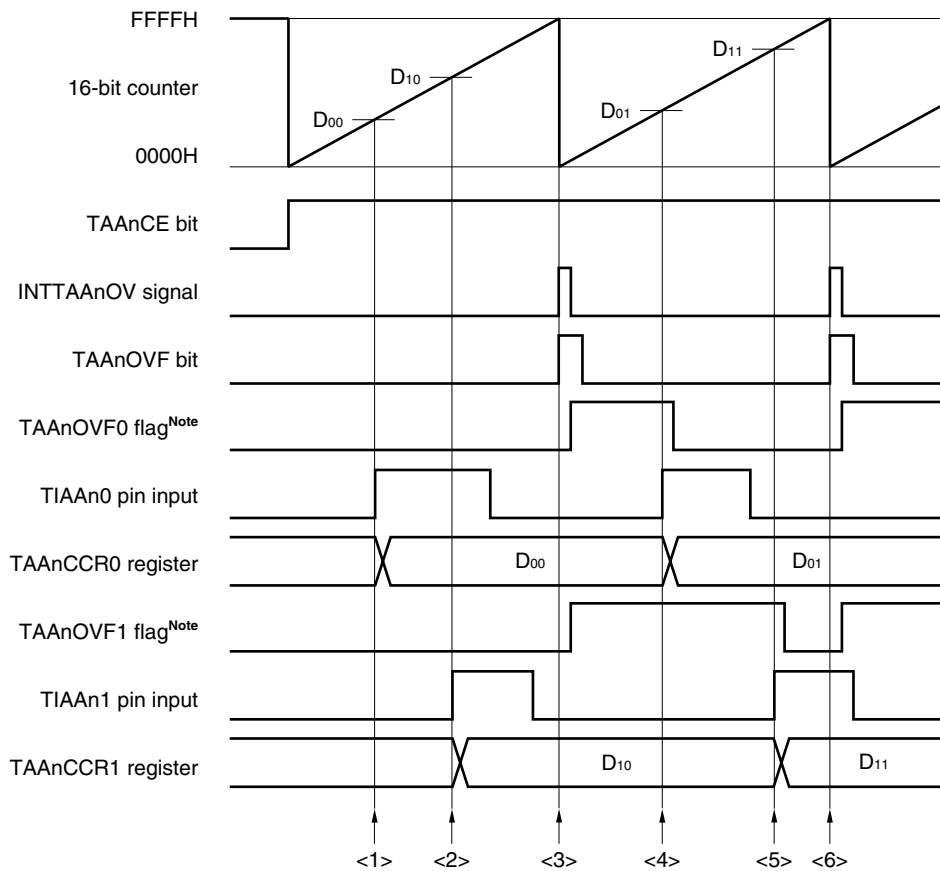 FFFFH
D11
D10
16-bit counter
D01
D00
0000H
TAAnCE bit
INTTAAnOV signal
TAAnOVF bit
TAAnOVF0 flagNote
TIAAn0 pin input
TAAnCCR0 register
D00
D01
TAAnOVF1 flagNote
TIAAn1 pin input
TAAnCCR1 register
D10
D11
<1> <2> <3> <4> <5> <6>